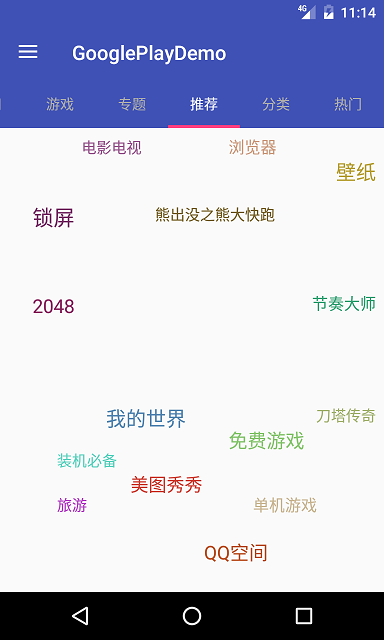 4G 11:14
GooglePlayDemo
游戏 专题 推荐 分类 热门
电影电视 浏览器
壁纸
锁屏 熊出没之熊大快跑
2048 节奏大师
我的世界 刀塔传奇
免费游戏
装机必备
美图秀秀
旅游 单机游戏
QQ空间